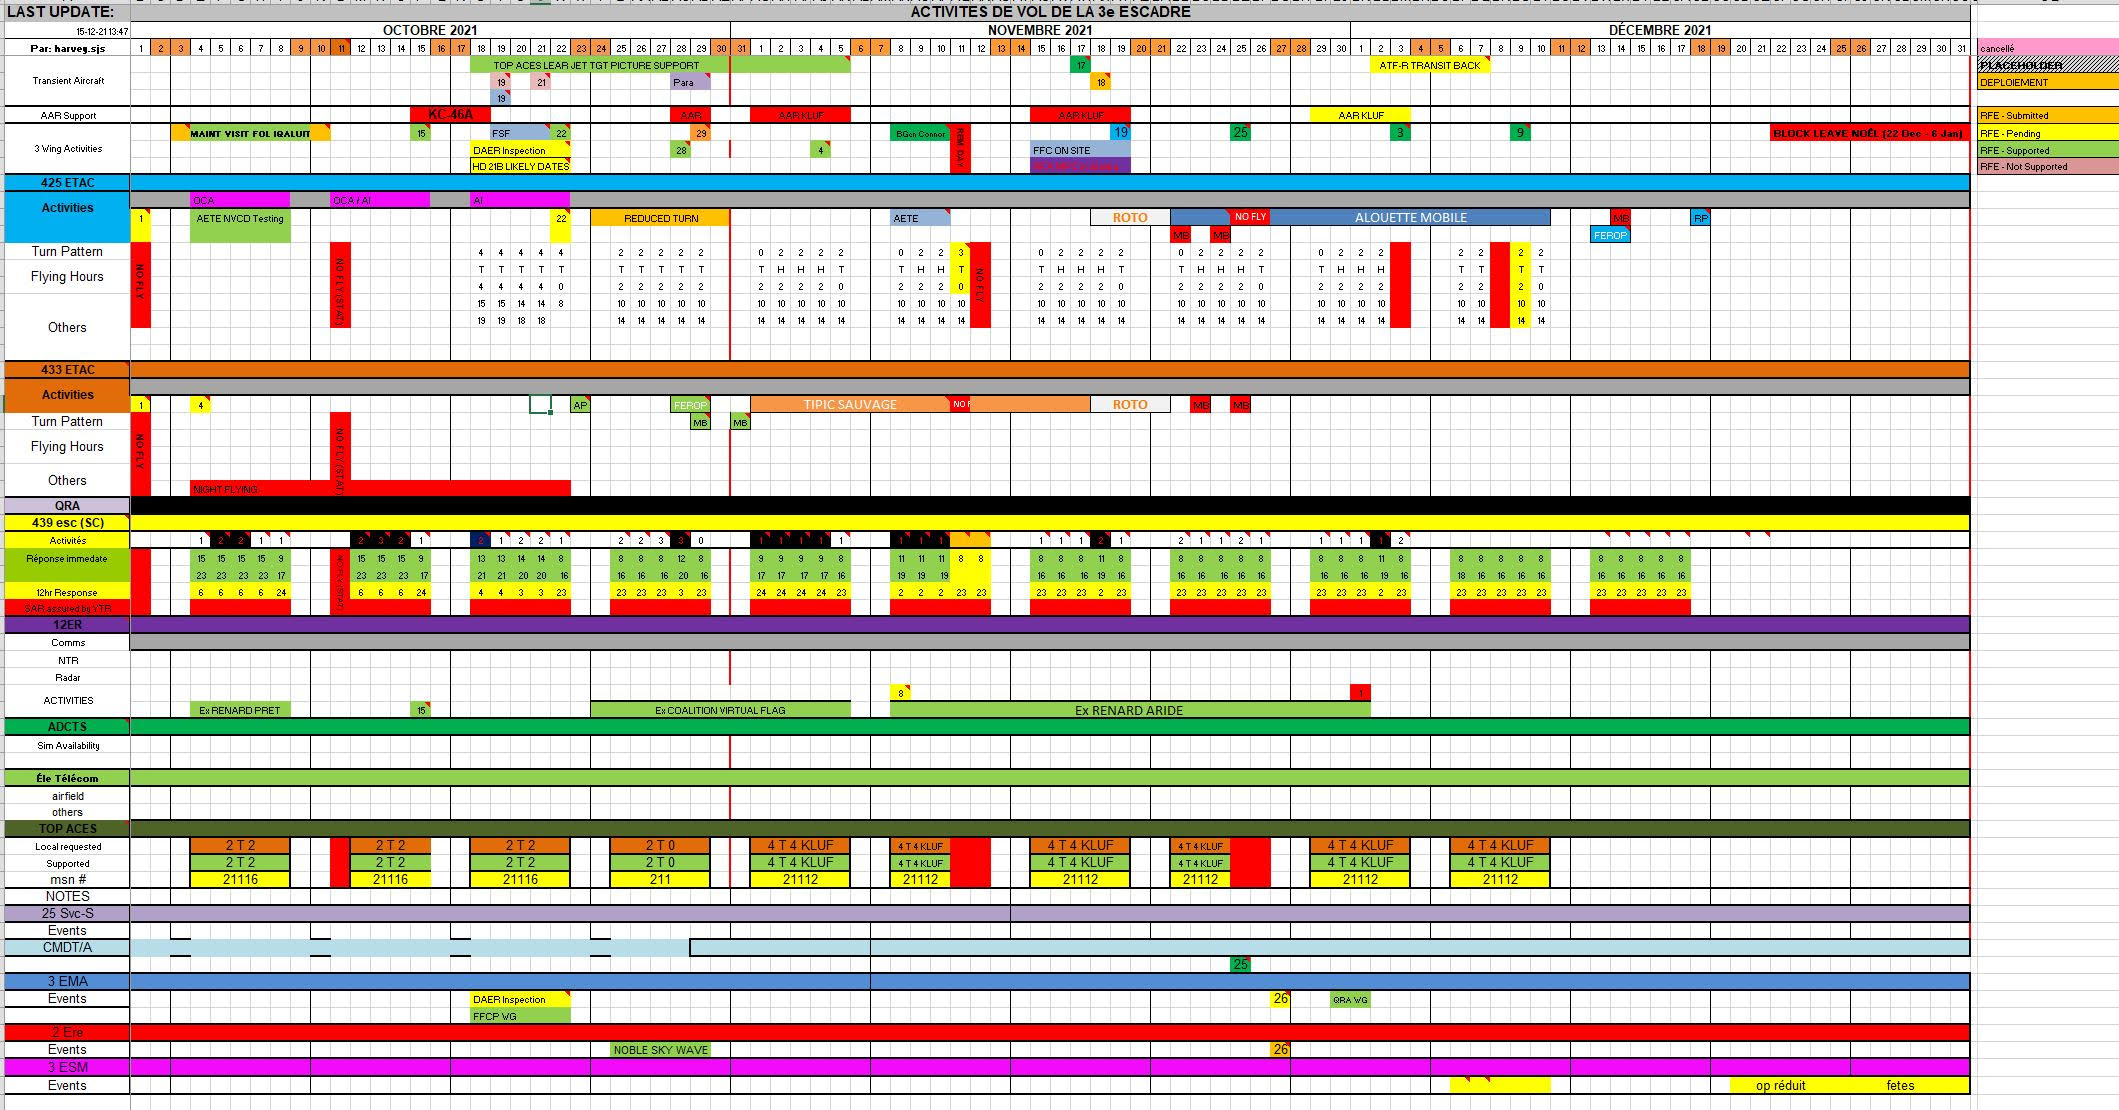 LAST UPDATE: ACTIVITES DE VOL DE LA 3e ESCADRE
15-12-21 13:47 OCTOBRE 2021 NOVEMBRE 2021 DÉCEMBRE 2021
Par: harvey.sjs 1 2 3 4 5 6 7 8 9 10 11 12 13 14 15 16 17 18 19 20 21 22 23 24 25 26 27 28 29 30 31 1 2 3 4 5 6 7 8 9 10 11 12 13 14 15 16 17 18 19 20 21 22 23 24 25 26 27 28 29 30 1 2 3 4 5 6 7 8 9 10 11 12 13 14 15 16 17 18 19 20 21 22 23 24 25 26 27 28 29 30 31 cancellé
TOP ACES LEAR JET TGT PICTURE SUPPORT 17 ATF-R TRANSIT BACK PLACEHOLDER
Transient Aircraft 19 21 Para 18 DEPLOIEMENT
19
AAR Support KC-46A AAR AAR KLUF AAR KLUF AAR KLUF RFE - Submitted
MAINT VISIT FOL IQALUIT 15 FSF 22 29 BGen Connor 19 25 3 9 BLOCK LEAVE NOËL (22 Dec - 6 Jan) RFE - Pending
3 Wing Activities DAER Inspection 28 4 FFC ON SITE RFE - Supported
HD 21B LIKELY DATES RFE - Not Supported
425 ETAC
OCA OCA / AI AI
Activities 1 AETE NVCD Testing 22 REDUCED TURN AETE ROTO NO FLY ALOUETTE MOBILE MB RP
MB MB FEROP
Turn Pattern 4 4 4 4 4 2 2 2 2 2 0 2 2 2 2 0 2 2 3 0 2 2 2 2 0 2 2 2 2 0 2 2 2 2 2 2 2
NO FLY NO FLY (STAT) NO FLY
Flying Hours T T T T T T T T T T T H H H T T H H T T H H H T T H H H T T H H H T T T T
4 4 4 4 0 2 2 2 2 2 2 2 2 2 0 2 2 2 0 2 2 2 2 0 2 2 2 2 0 2 2 2 2 2 2 2 0
15 15 14 14 8 10 10 10 10 10 10 10 10 10 10 10 10 10 10 10 10 10 10 10 10 10 10 10 10 10 10 10 10 10 10 10 10
Others 19 19 18 18 14 14 14 14 14 14 14 14 14 14 14 14 14 14 14 14 14 14 14 14 14 14 14 14 14 14 14 14 14 14 14 14
433 ETAC
Activities 1 4 AP FEROP TIPIC SAUVAGE NO F ROTO MB MB
Turn Pattern MB MB
NO FLY NO FLY (STAT)
Flying Hours
Others NIGHT FLYING
QRA
439 esc (SC)
Activités 1 2 2 1 1 2 3 2 1 2 1 2 2 1 2 2 3 3 0 1 1 1 1 1 1 1 1 1 1 1 2 1 2 1 1 2 1 1 1 1 1 2
Réponse immedate 15 15 15 15 9 15 15 15 9 13 13 14 14 8 8 8 8 12 8 9 9 9 9 8 11 11 11 8 8 8 8 8 11 8 8 8 8 8 8 8 8 8 11 8 8 8 8 8 8 8 8 8 8 8
23 23 23 23 17 23 23 23 17 21 21 20 20 16 16 16 16 20 16 17 17 17 17 16 19 19 19 16 16 16 19 16 16 16 16 16 16 16 16 16 19 16 18 16 16 16 16 16 16 16 16 16
12hr Response 6 6 6 6 24 6 6 6 24 4 4 3 3 23 23 23 23 3 23 24 24 24 24 23 2 2 2 23 23 23 23 23 2 23 23 23 23 23 23 23 23 23 2 23 23 23 23 23 23 23 23 23 23 23
SAR assured by YTR
12ER
Comms
NTR
Radar
8 1
ACTIVITIES
Ex RENARD PRET 15 Ex COALITION VIRTUAL FLAG Ex RENARD ARIDE
ADCTS
Sim Availability
Éle Télécom
airfield
others
TOP ACES
Local requested 2 T 2 2 T 2 2 T 2 2 T 0 4 T 4 KLUF 4 T 4 KLUF 4 T 4 KLUF 4 T 4 KLUF 4 T 4 KLUF 4 T 4 KLUF
Supported 2 T 2 2 T 2 2 T 2 2 T 0 4 T 4 KLUF 4 T 4 KLUF 4 T 4 KLUF 4 T 4 KLUF 4 T 4 KLUF 4 T 4 KLUF
msn # 21116 21116 21116 211 21112 21112 21112 21112 21112 21112
NOTES
25 Svc-S
Events
CMDT/A
25
3 EMA
Events DAER Inspection 26 QRA WG
FFCP WG
2 Ere
Events NOBLE SKY WAVE 26
3 ESM
Events op réduit fetes